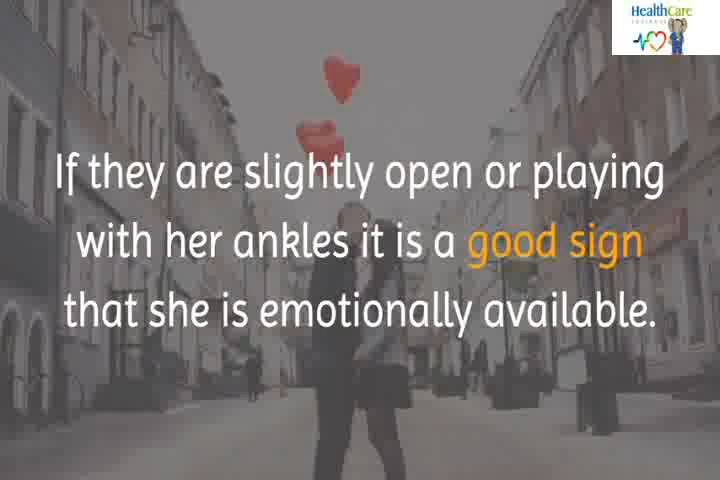 HealthCare
If they are slightly open or playing
with her ankles it is a good sign
that she is emotionally available.